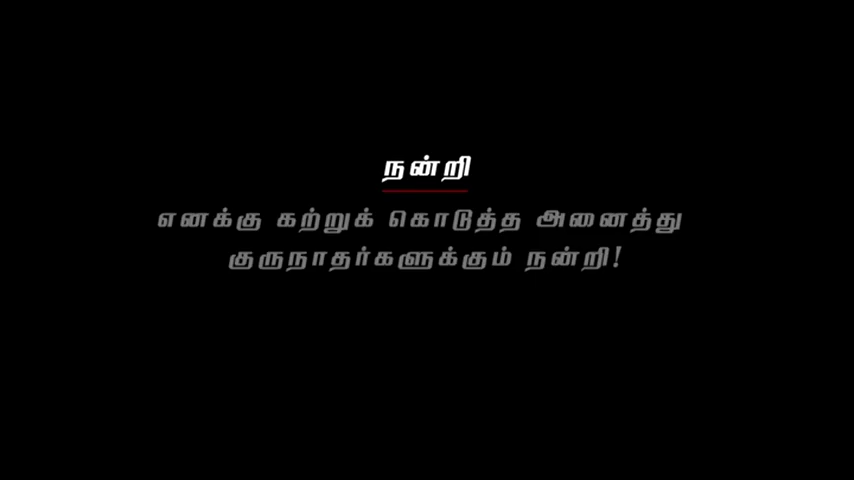 நன்றி
எனக்கு கற்றுக் கொடுத்த அனைத்து
குருநாதர்களுக்கும் நன்றி!